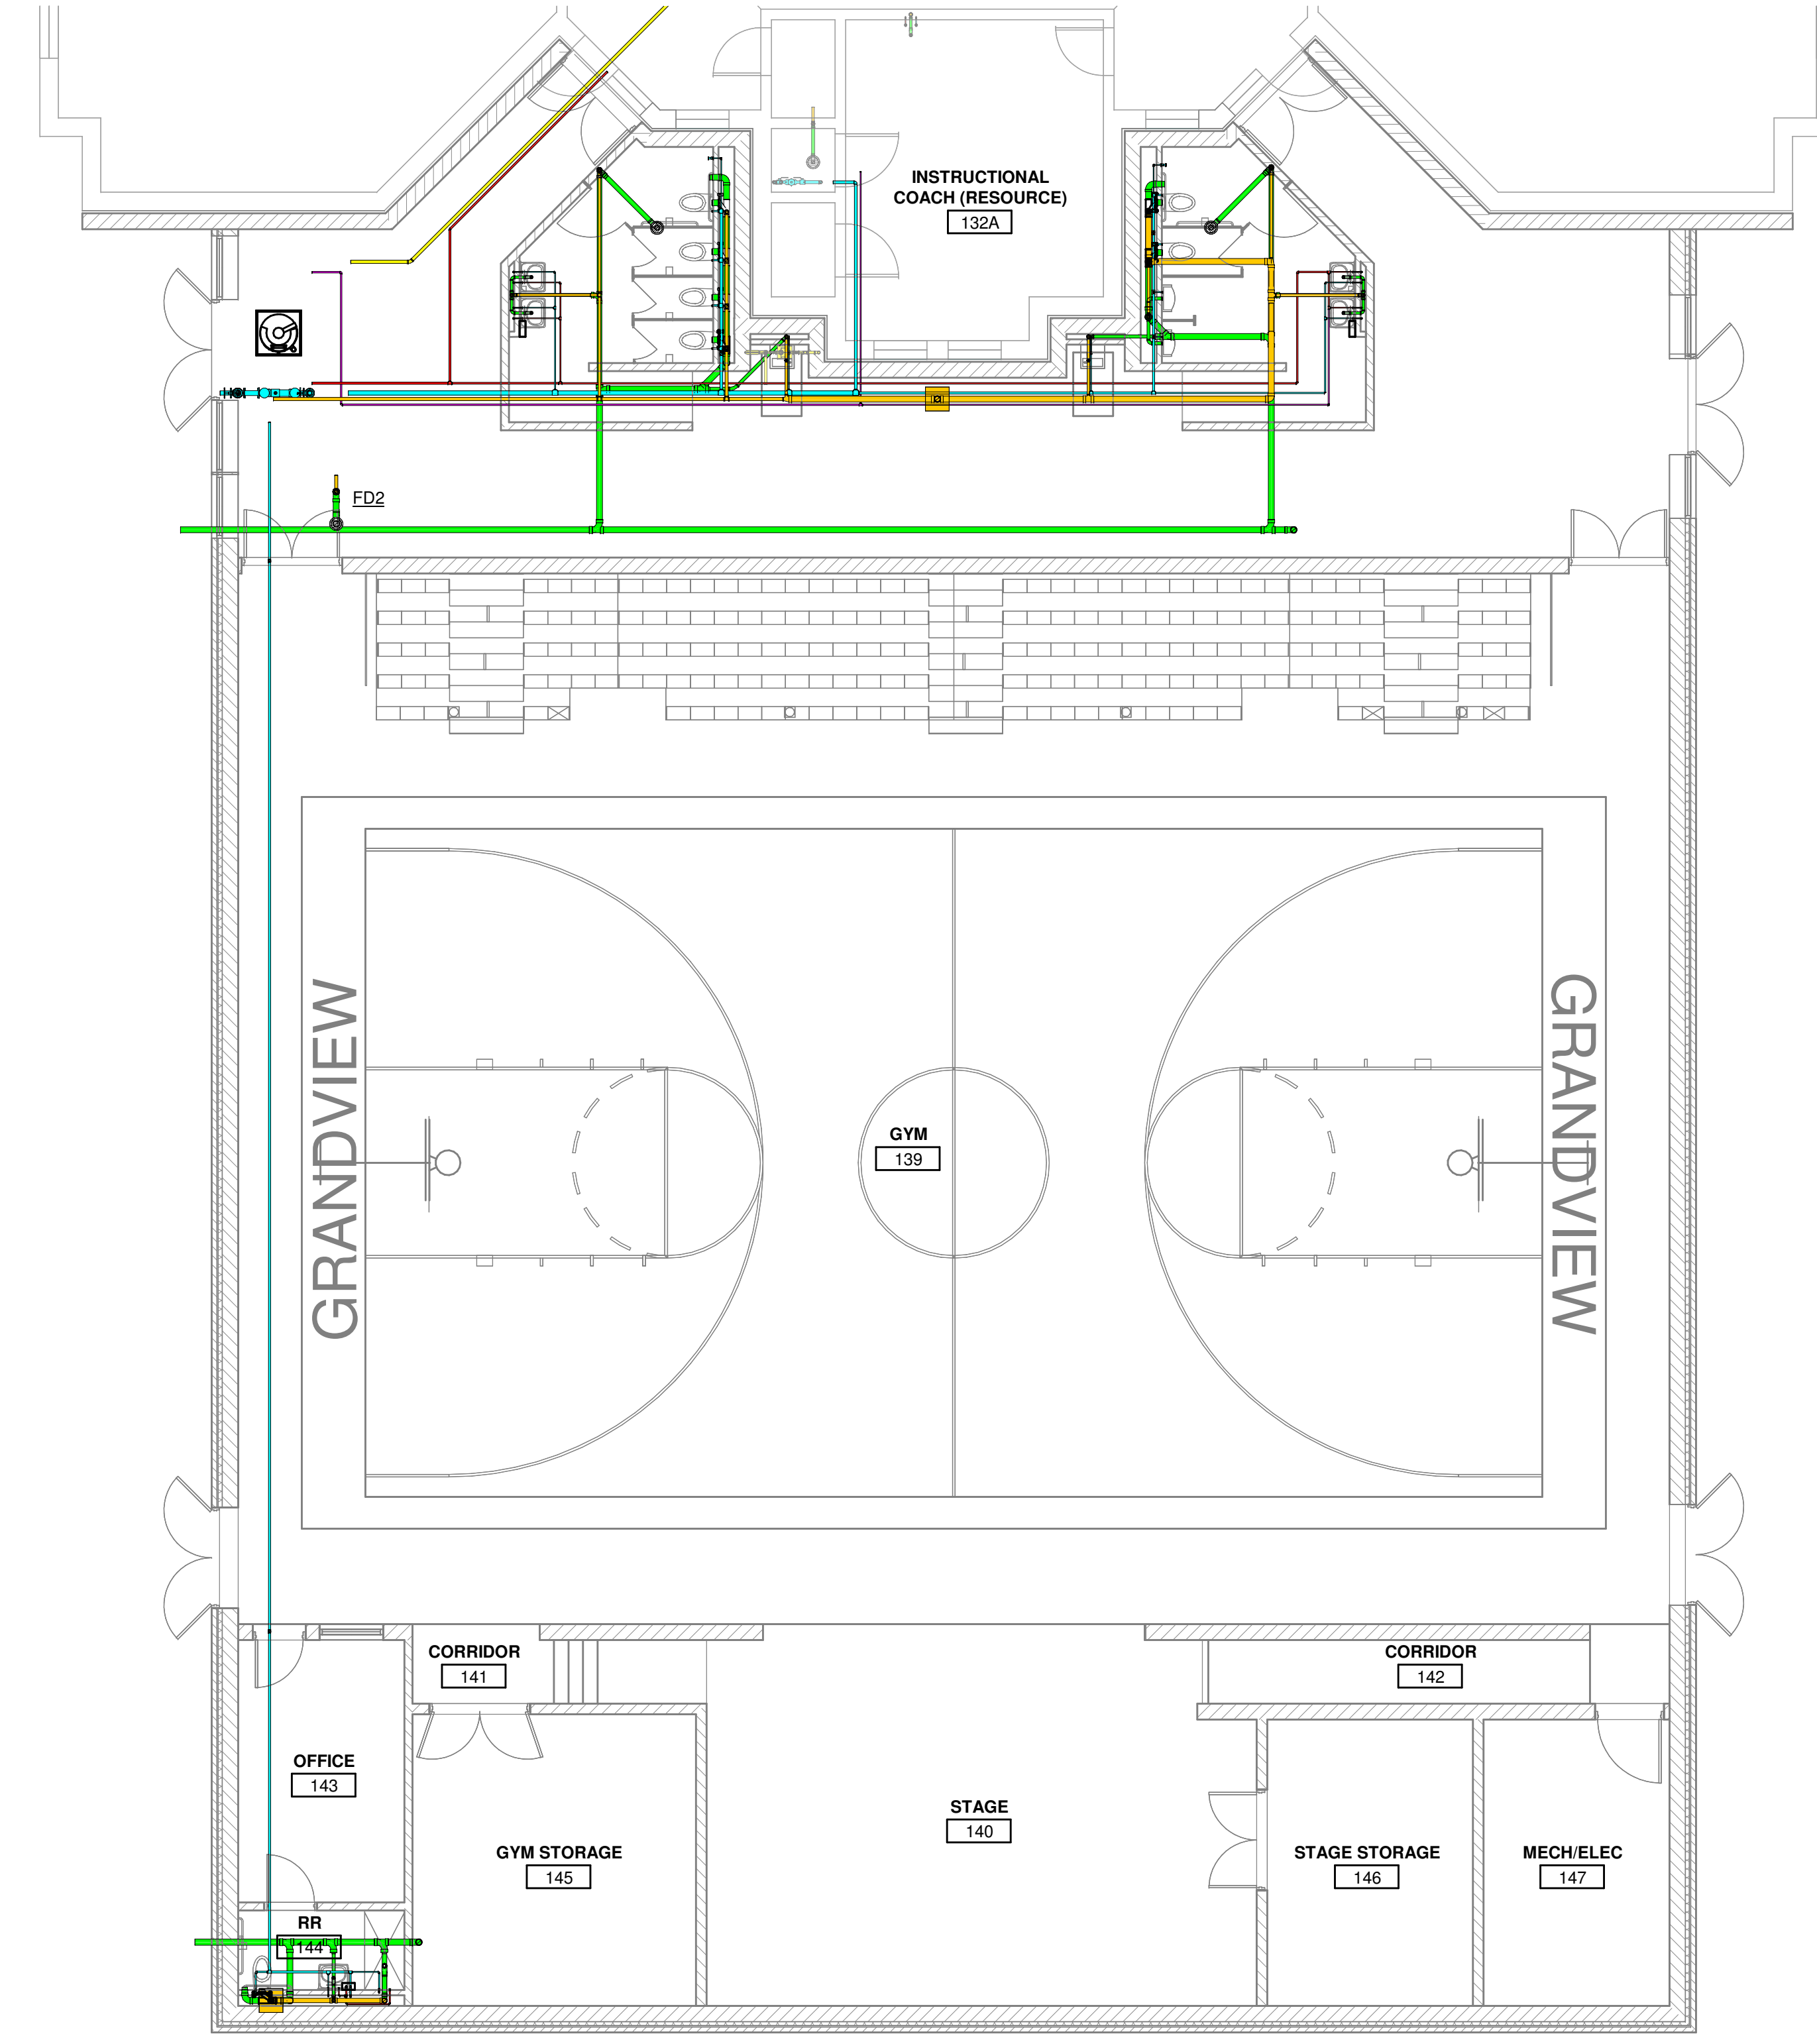 INSTRUCTIONAL
COACH (RESOURCE)
132A
FD2
GRANDVIEW
GRANDVIEW
GYM
139
CORRIDOR
141
CORRIDOR
142
OFFICE
143
STAGE
140
GYM STORAGE
145
STAGE STORAGE
146
MECH/ELEC
147
RR
144